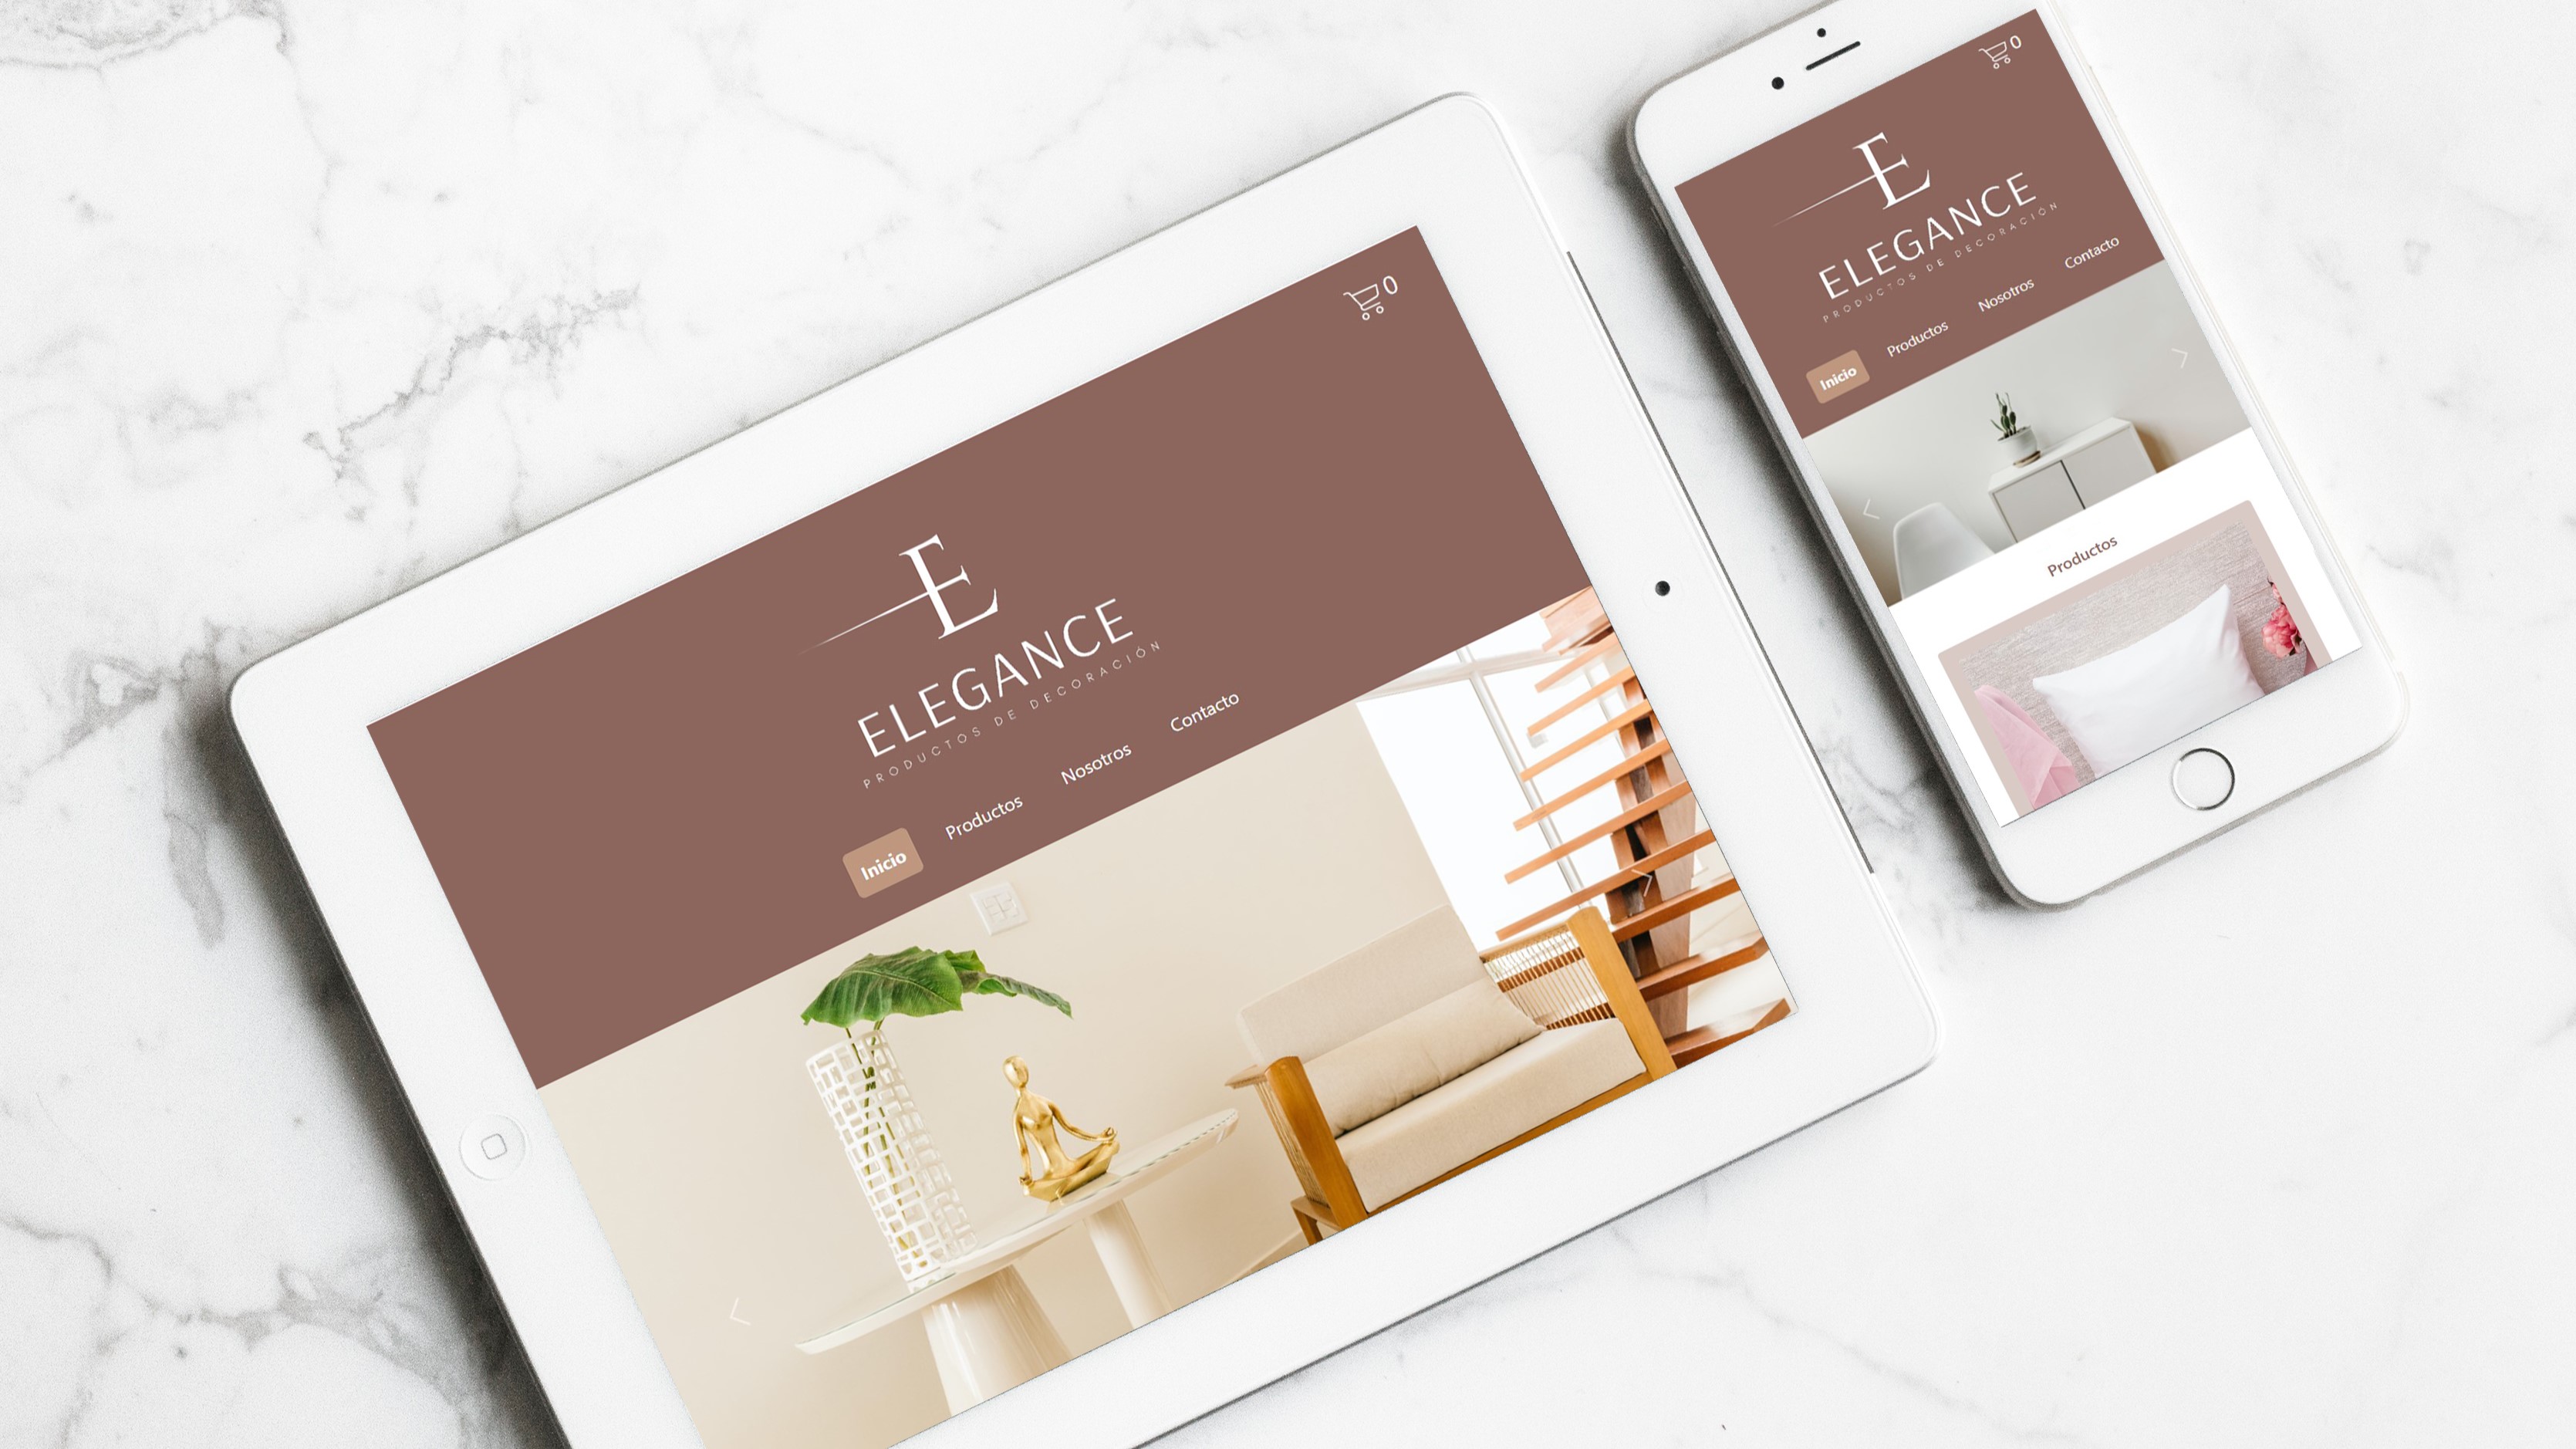 0
E
ELEGANCE
PRODUCTOS DE DECORACIÓN
Inicio Productos Nosotros Contacto
0
E
ELEGANCE
PRODUCTOS DE DECORACIÓN
Inicio Productos Nosotros Contacto
Productos